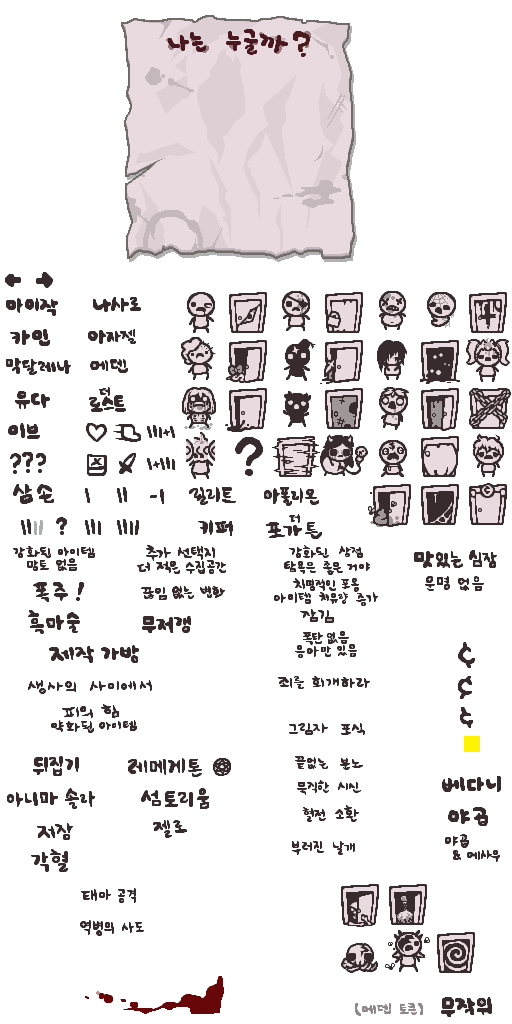 나는 누굴까?
아이작 나사로
카인 아자젤
막달레나 에덴
유다 더 로스트
이브 III+I
??? I+III
삼손 I II -I 릴리트 아폴리온
IIII ? III IIII 키퍼 더 포가튼
강화된 아이템
맘토 없음
추가 선택지
더 적은 수집공간
강화된 상점
탐욕은 좋은 거야
맛있는 심장
운명 없음
폭주!
끊임 없는 변화
치명적인 포옹
아이템 치유량 증가
흑마술 무저갱
잠김
폭탄 없음
응아만 있음
제작 가방
생사의 사이에서
죄를 회개하라
피의 힘
약화된 아이템
그림자 포식
뒤집기 레메게톤
끝없는 분노
묵직한 시신
베다니
아니마 솔라 섬토리움
혈전 소환
야곱
저장 젤로
부러진 날개
야곱
& 에사우
각혈
태마 공격
역병의 사도
(에덴 토큰) 무작위